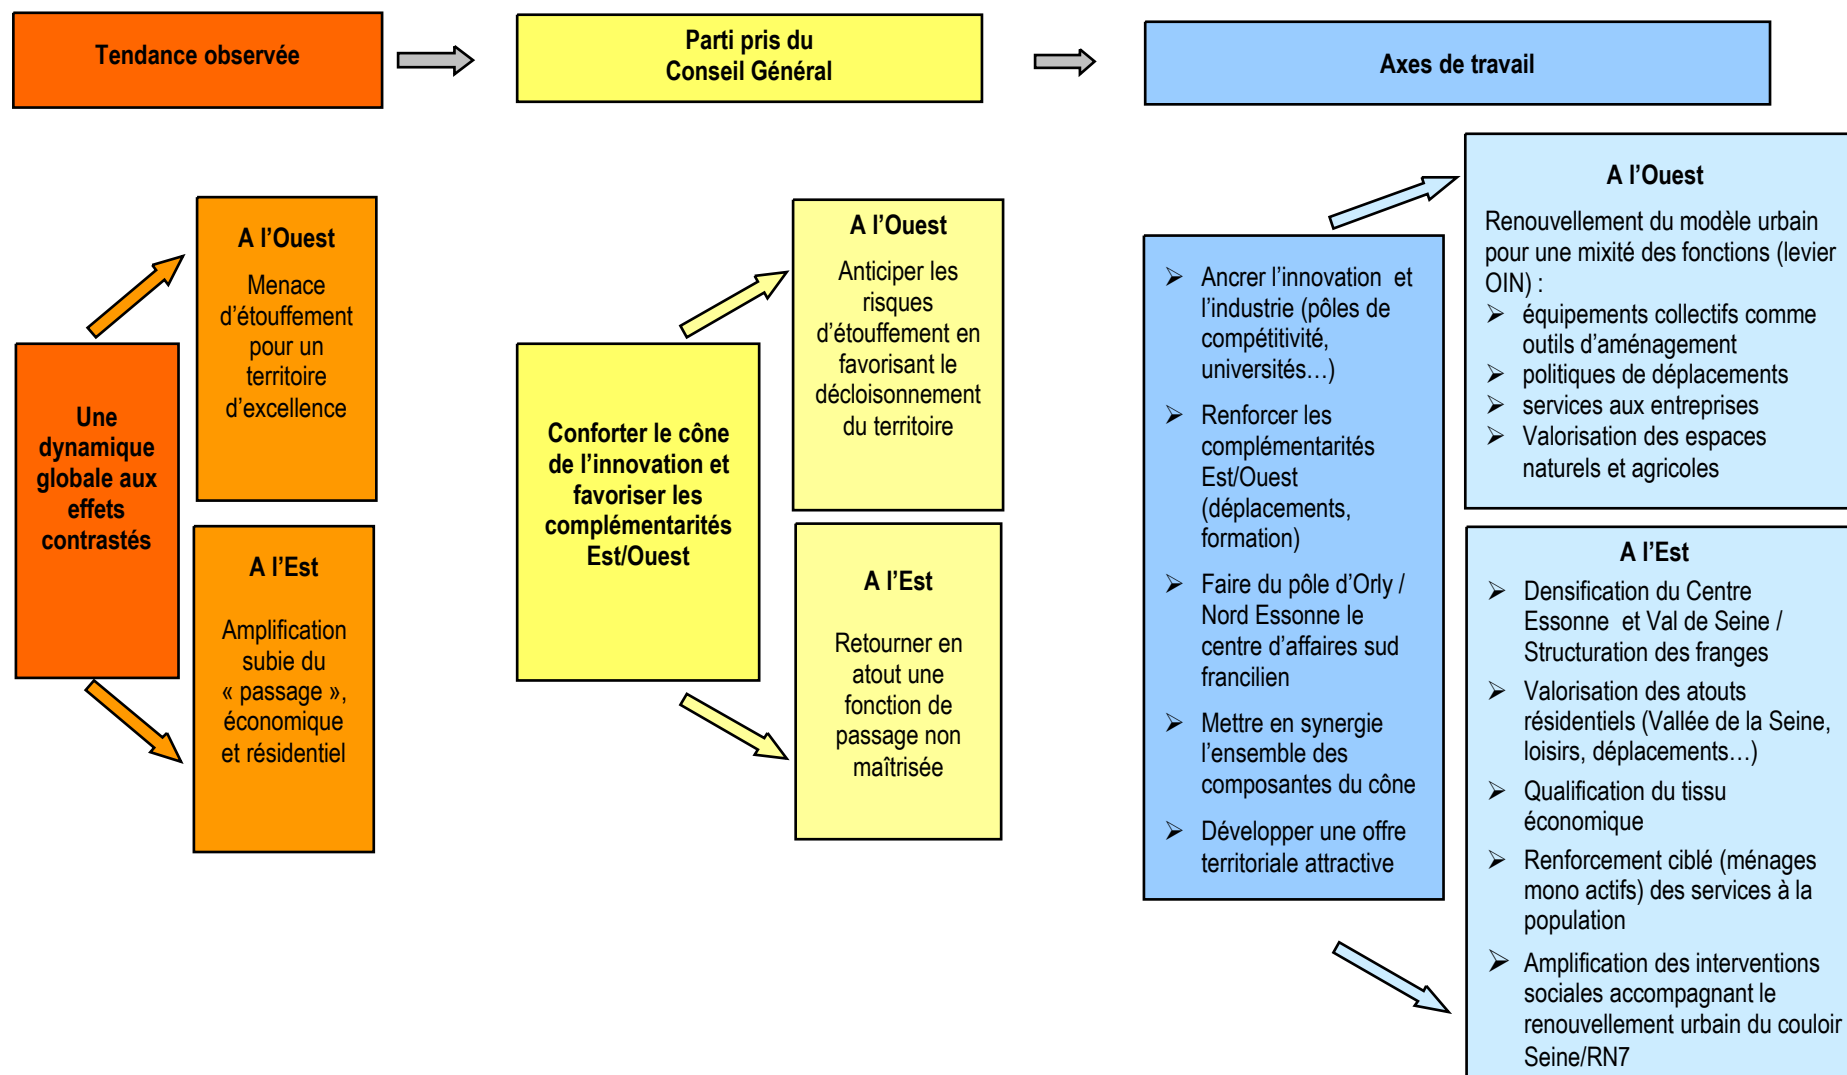 Tendance observée
Parti pris du
Conseil Général
Axes de travail
Une
dynamique
globale aux
effets
contrastés
A l’Ouest
Menace
d’étouffement
pour un
territoire
d’excellence
A l’Est
Amplification
subie du
« passage »,
économique
et résidentiel
Conforter le cône
de l’innovation et
favoriser les
complémentarités
Est/Ouest
A l’Ouest
Anticiper les
risques
d’étouffement en
favorisant le
décloisonnement
du territoire
A l’Est
Retourner en
atout une
fonction de
passage non
maîtrisée
➢ Ancrer l’innovation et
l’industrie (pôles de
compétitivité,
universités…)
➢ Renforcer les
complémentarités
Est/Ouest
(déplacements,
formation)
➢ Faire du pôle d’Orly /
Nord Essonne le
centre d’affaires sud
francilien
➢ Mettre en synergie
l’ensemble des
composantes du cône
➢ Développer une offre
territoriale attractive
A l’Ouest
Renouvellement du modèle urbain
pour une mixité des fonctions (levier
OIN) :
➢ équipements collectifs comme
outils d’aménagement
➢ politiques de déplacements
➢ services aux entreprises
➢ Valorisation des espaces
naturels et agricoles
A l’Est
➢ Densification du Centre
Essonne et Val de Seine /
Structuration des franges
➢ Valorisation des atouts
résidentiels (Vallée de la Seine,
loisirs, déplacements…)
➢ Qualification du tissu
économique
➢ Renforcement ciblé (ménages
mono actifs) des services à la
population
➢ Amplification des interventions
sociales accompagnant le
renouvellement urbain du couloir
Seine/RN7